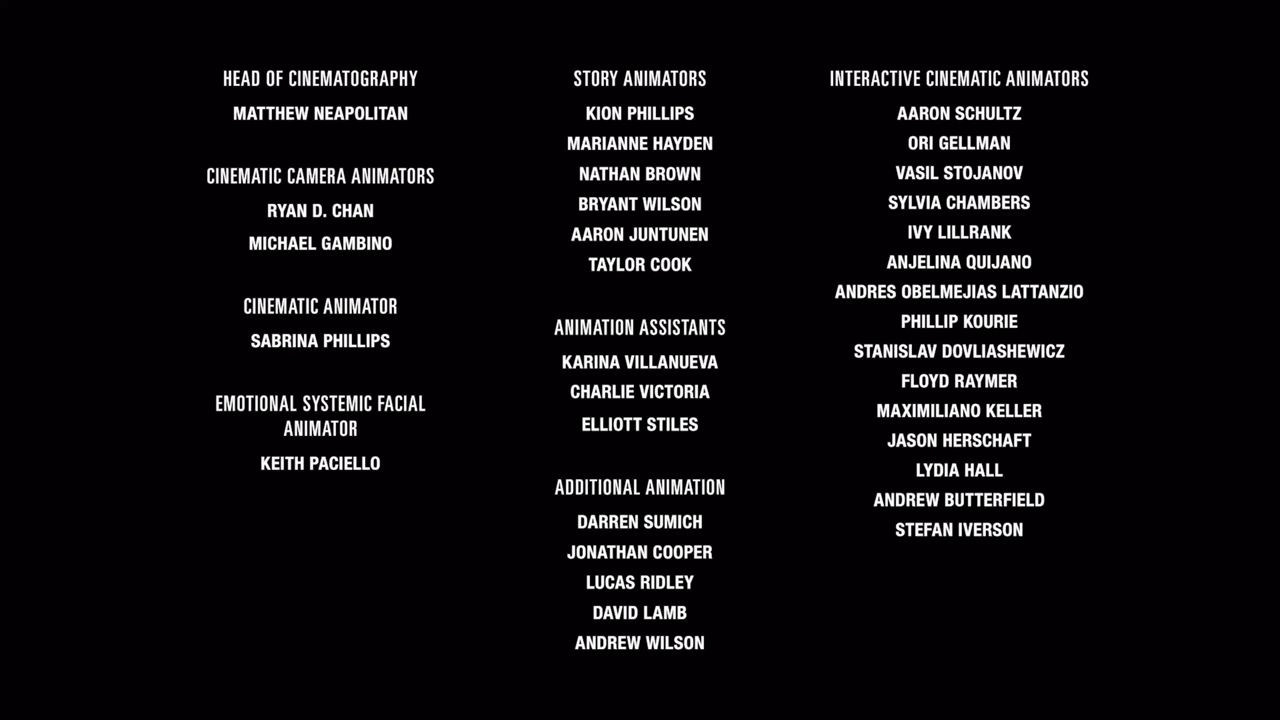 HEAD OF CINEMATOGRAPHY
MATTHEW NEAPOLITAN
CINEMATIC CAMERA ANIMATORS
RYAN D. CHAN
MICHAEL GAMBINO
CINEMATIC ANIMATOR
SABRINA PHILLIPS
EMOTIONAL SYSTEMIC FACIAL
ANIMATOR
KEITH PACIELLO
STORY ANIMATORS
KION PHILLIPS
MARIANNE HAYDEN
NATHAN BROWN
BRYANT WILSON
AARON JUNTUNEN
TAYLOR COOK
ANIMATION ASSISTANTS
KARINA VILLANUEVA
CHARLIE VICTORIA
ELLIOTT STILES
ADDITIONAL ANIMATION
DARREN SUMICH
JONATHAN COOPER
LUCAS RIDLEY
DAVID LAMB
ANDREW WILSON
INTERACTIVE CINEMATIC ANIMATORS
AARON SCHULTZ
ORI GELLMAN
VASIL STOJANOV
SYLVIA CHAMBERS
IVY LILLRANK
ANJELINA QUIJANO
ANDRES OBELMEJIAS LATTANZIO
PHILLIP KOURIE
STANISLAV DOVLIASHEWICZ
FLOYD RAYMER
MAXIMILIANO KELLER
JASON HERSCHAFT
LYDIA HALL
ANDREW BUTTERFIELD
STEFAN IVERSON